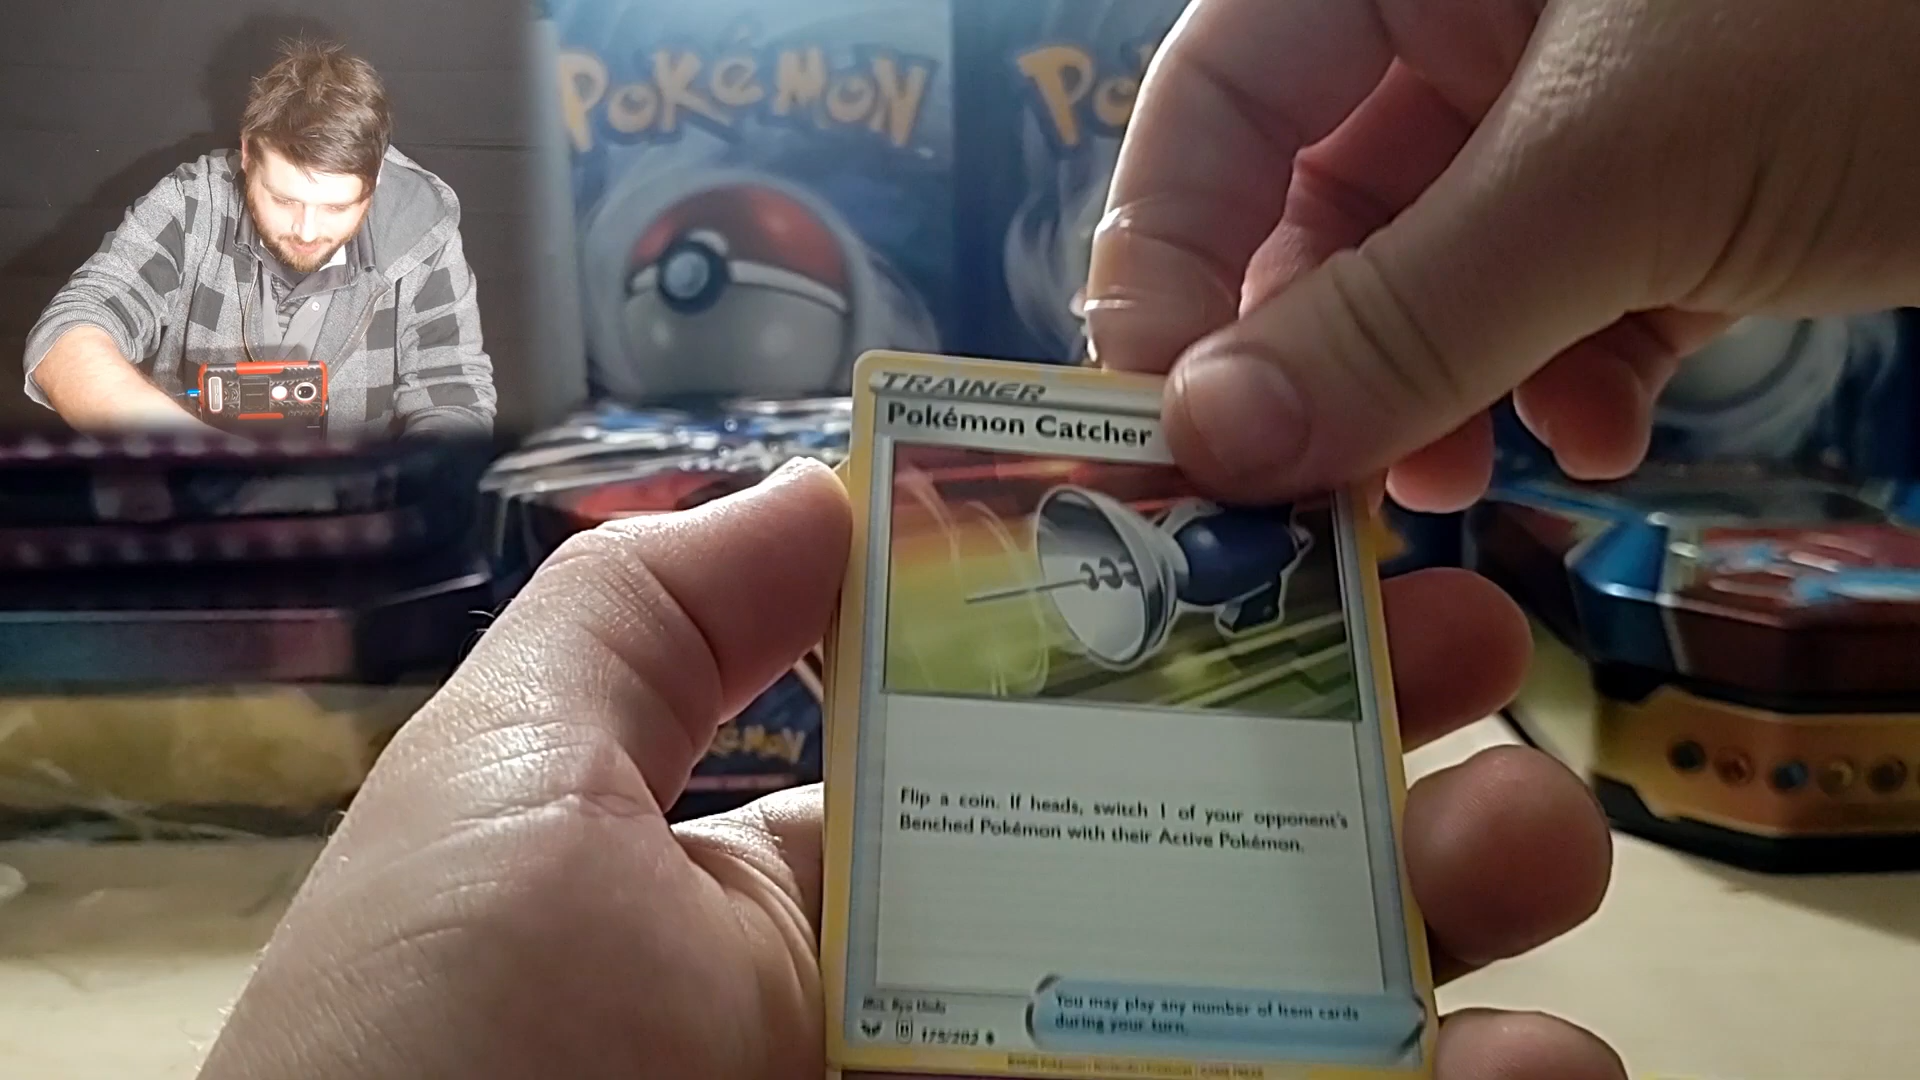 POKéMON
PO
TRAINER
Pokémon Catcher
Flip a coin. If heads, switch 1 of your opponent's
Benched Pokémon with their Active Pokémon.
You may play any number of Item cards
during your turn.
D 175/202